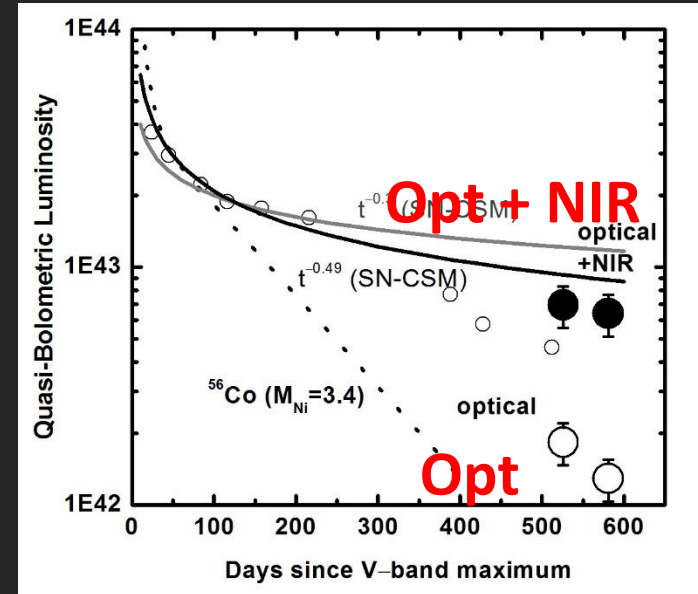 1E44
1E43
1E42
Quasi-Bolometric Luminosity
Opt + NIR
(SN-CSM)
optical
+NIR
t^-0.49 (SN-CSM)
56Co (M_Ni=3.4)
optical
Opt
0 100 200 300 400 500 600
Days since V–band maximum